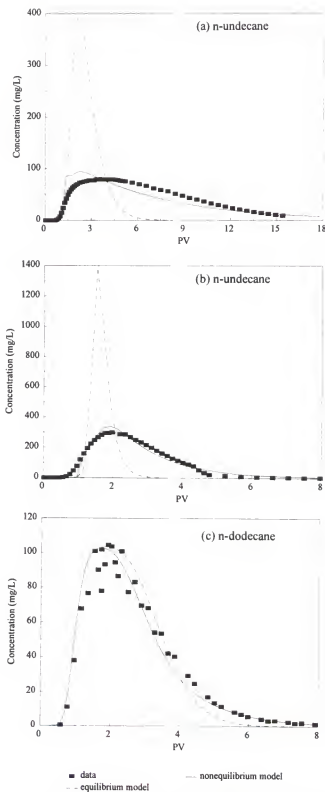 (a) n-undecane
400
300
200
100
0
Concentration (mg/L)
0 3 6 9 12 15 18
PV
(b) n-undecane
1400
1200
1000
800
600
400
200
0
Concentration (mg/L)
0 2 4 6 8
PV
(c) n-dodecane
120
100
80
60
40
20
0
Concentration (mg/L)
0 2 4 6 8
PV
data
nonequilibrium model
equilibrium model